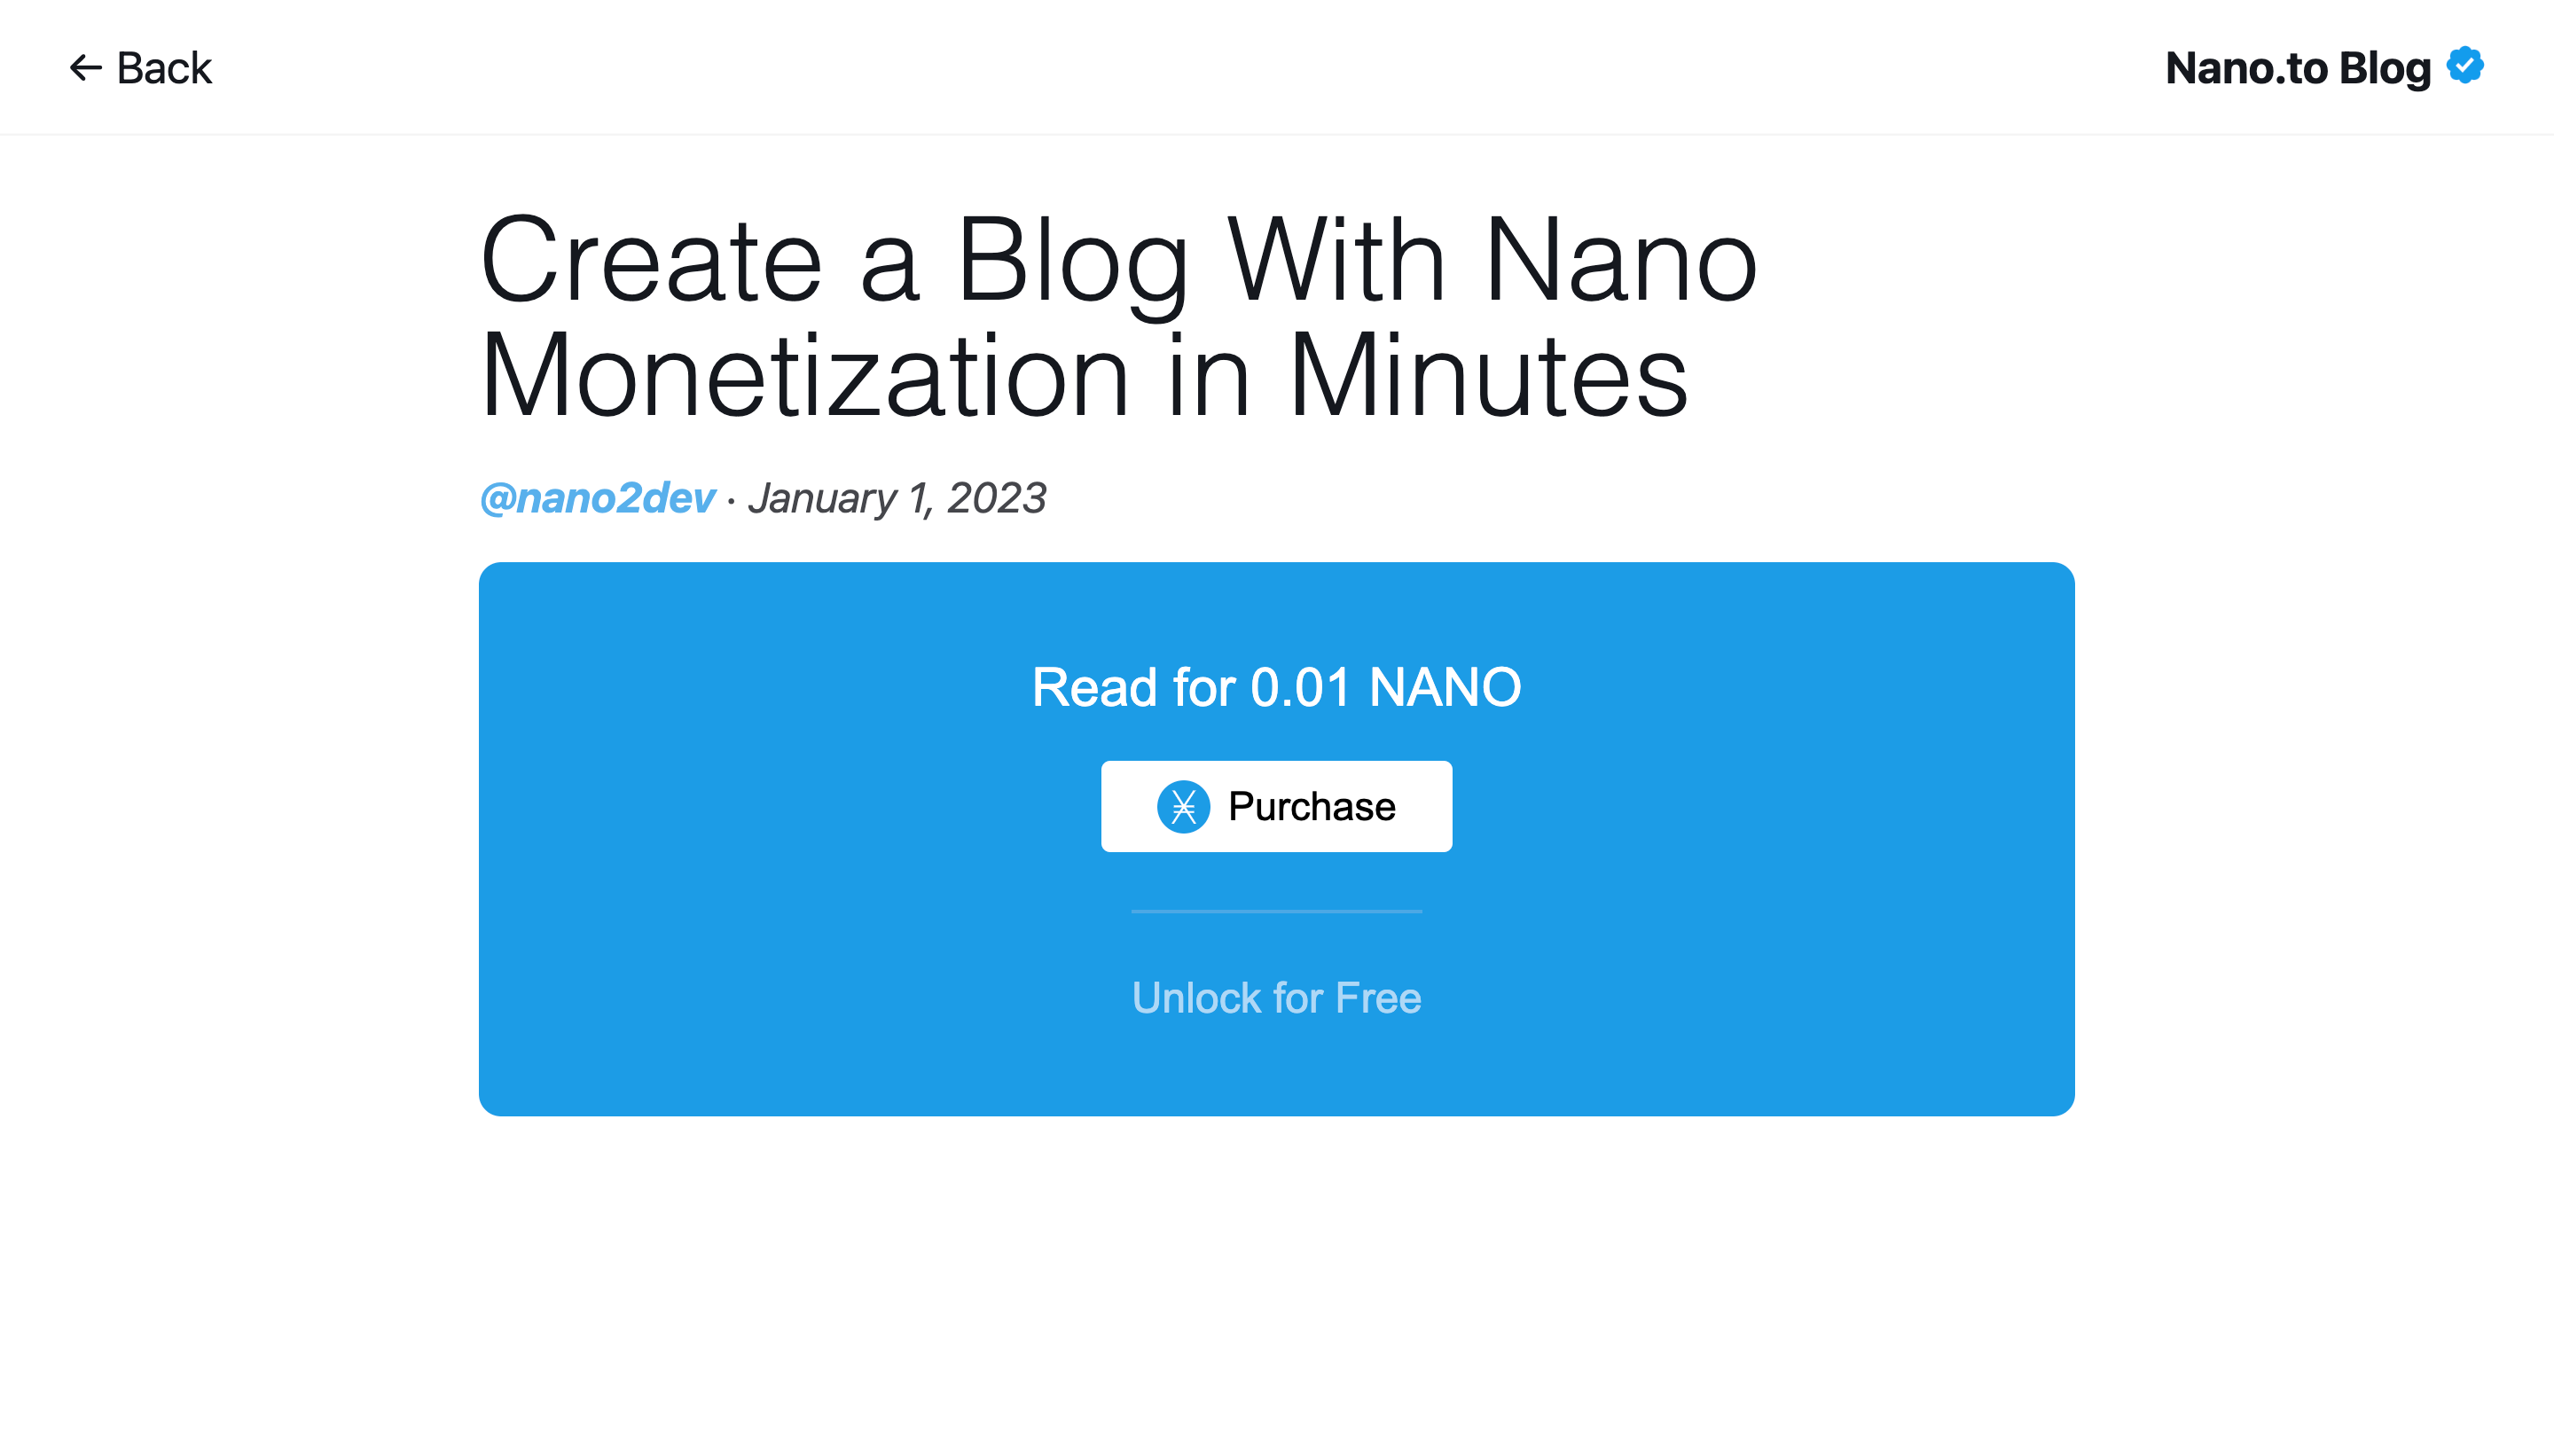 ← Back
Nano.to Blog
Create a Blog With Nano
Monetization in Minutes
@nano2dev · January 1, 2023
Read for 0.01 NANO
Purchase
Unlock for Free